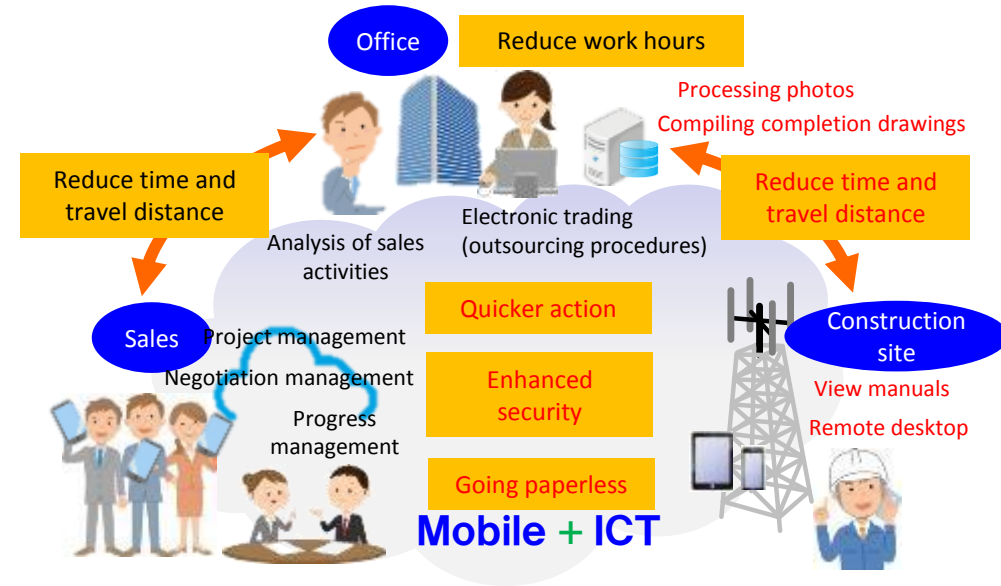 Office
Reduce work hours
Processing photos
Compiling completion drawings
Reduce time and
travel distance
Reduce time and
travel distance
Electronic trading
(outsourcing procedures)
Analysis of sales
activities
Quicker action
Sales
Project management
Construction
site
Negotiation management
Enhanced
security
View manuals
Progress
management
Remote desktop
Going paperless
Mobile + ICT